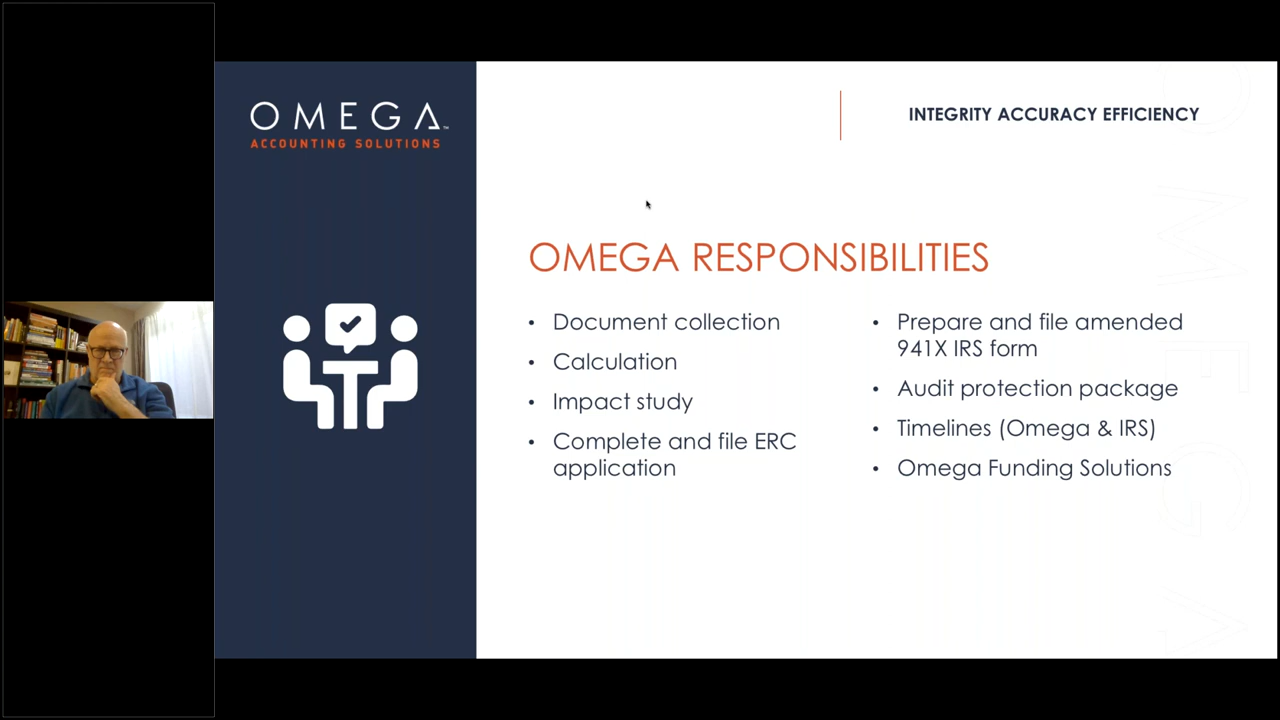 OMEGA™
ACCOUNTING SOLUTIONS
INTEGRITY ACCURACY EFFICIENCY
OMEGA RESPONSIBILITIES
• Document collection
• Calculation
• Impact study
• Complete and file ERC
application
• Prepare and file amended
941X IRS form
• Audit protection package
• Timelines (Omega & IRS)
• Omega Funding Solutions
OMEGA